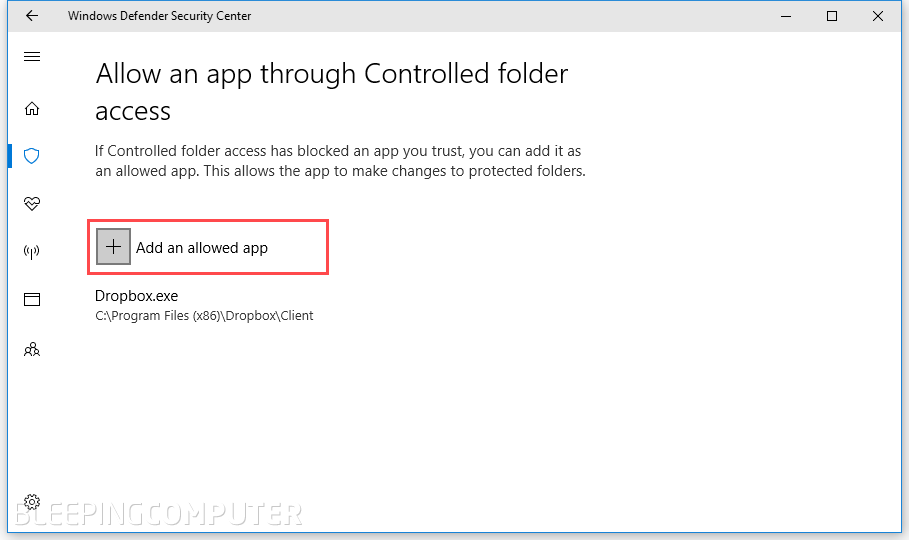 Windows Defender Security Center
Allow an app through Controlled folder
access
If Controlled folder access has blocked an app you trust, you can add it as
an allowed app. This allows the app to make changes to protected folders.
Add an allowed app
Dropbox.exe
C:\Program Files (x86)\Dropbox\Client
BLEEPINGCOMPUTER